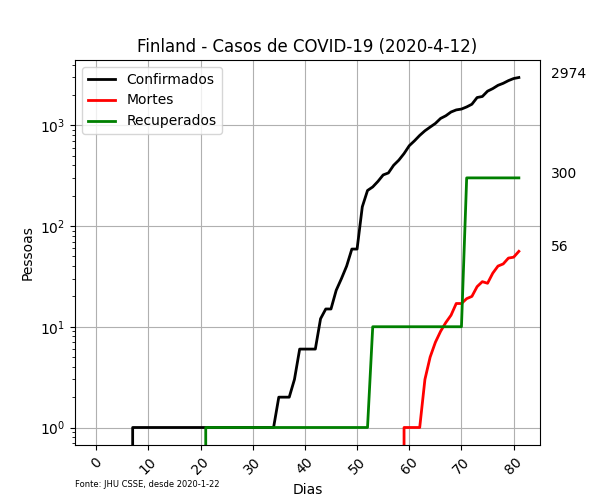 Finland - Casos de COVID-19 (2020-4-12)
Confirmados
Mortes
Recuperados
2974
300
56
Pessoas
10³
10²
10¹
10⁰
0 10 20 30 40 50 60 70 80
Fonte: JHU CSSE, desde 2020-1-22
Dias